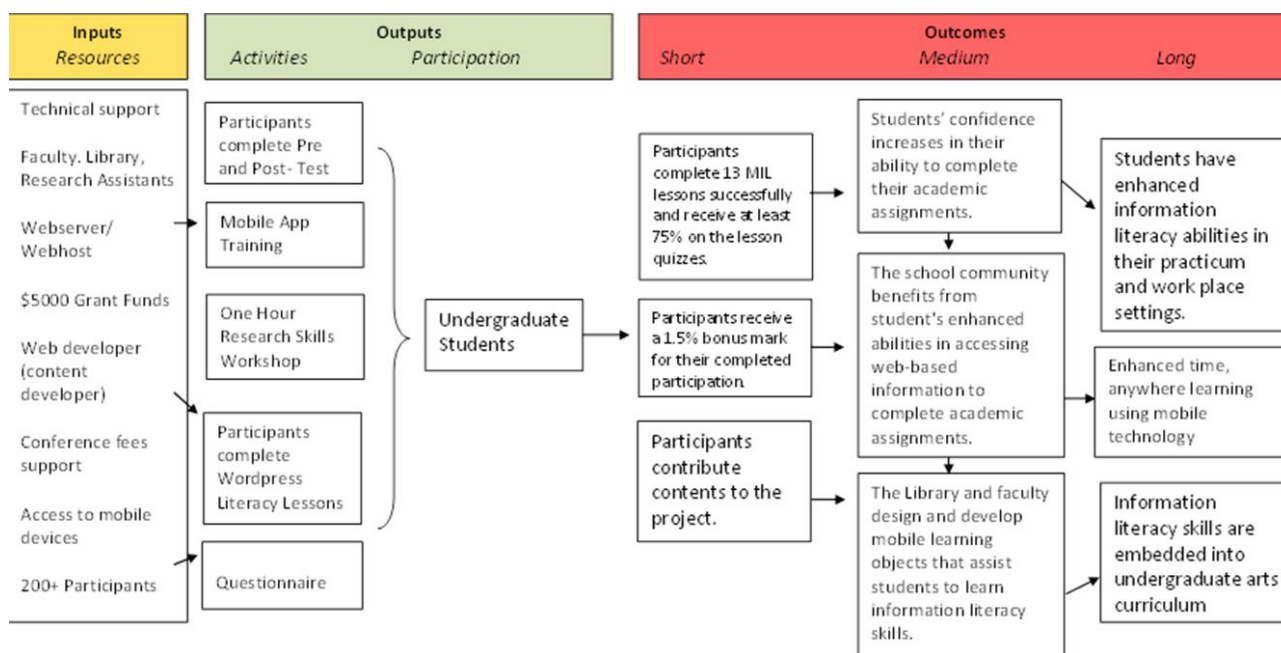 Inputs
Resources
Outputs
Activities
Participation
Outcomes
Short
Medium
Long
Technical support
Faculty. Library,
Research Assistants
Webserver/
Webhost
$5000 Grant Funds
Web developer
(content
developer)
Conference fees
support
Access to mobile
devices
200+ Participants
Participants
complete Pre
and Post- Test
Mobile App
Training
One Hour
Research Skills
Workshop
Participants
complete
Wordpress
Literacy Lessons
Questionnaire
Undergraduate
Students
Participants
complete 13 MIL
lessons successfully
and receive at least
75% on the lesson
quizzes.
Participants receive
a 1.5% bonus mark
for their completed
participation.
Participants
contribute
contents to the
project.
Students' confidence
increases in their
ability to complete
their academic
assignments.
The school community
benefits from
student's enhanced
abilities in accessing
web-based
information to
complete academic
assignments.
The Library and faculty
design and develop
mobile learning
objects that assist
students to learn
information literacy
skills.
Students have
enhanced
information
literacy abilities in
their practicum
and work place
settings.
Enhanced time,
anywhere learning
using mobile
technology
Information
literacy skills are
embedded into
undergraduate arts
curriculum